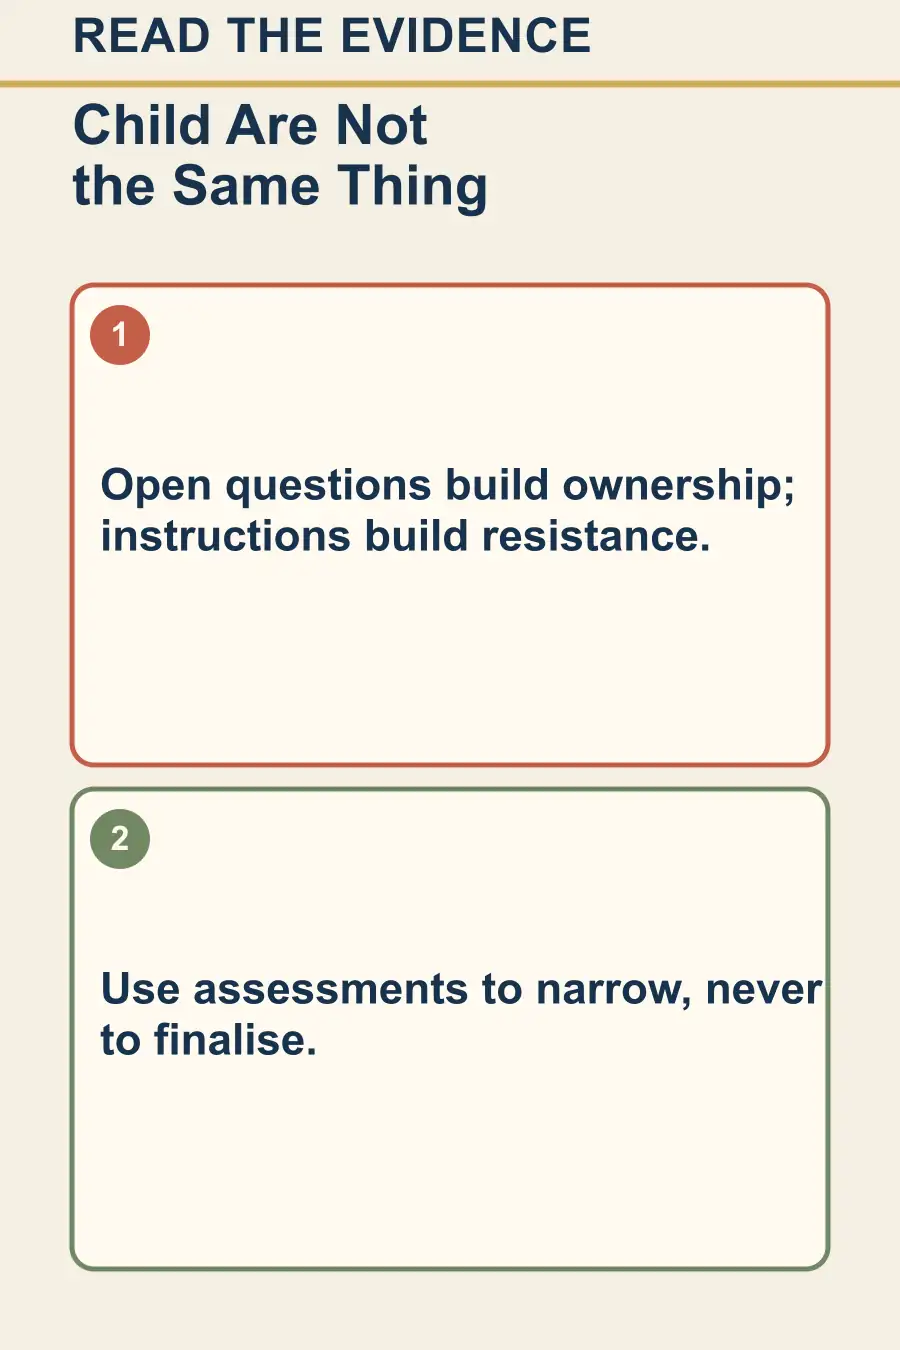 READ THE EVIDENCE
Child Are Not
the Same Thing
1
Open questions build ownership;
instructions build resistance.
2
Use assessments to narrow, never
to finalise.